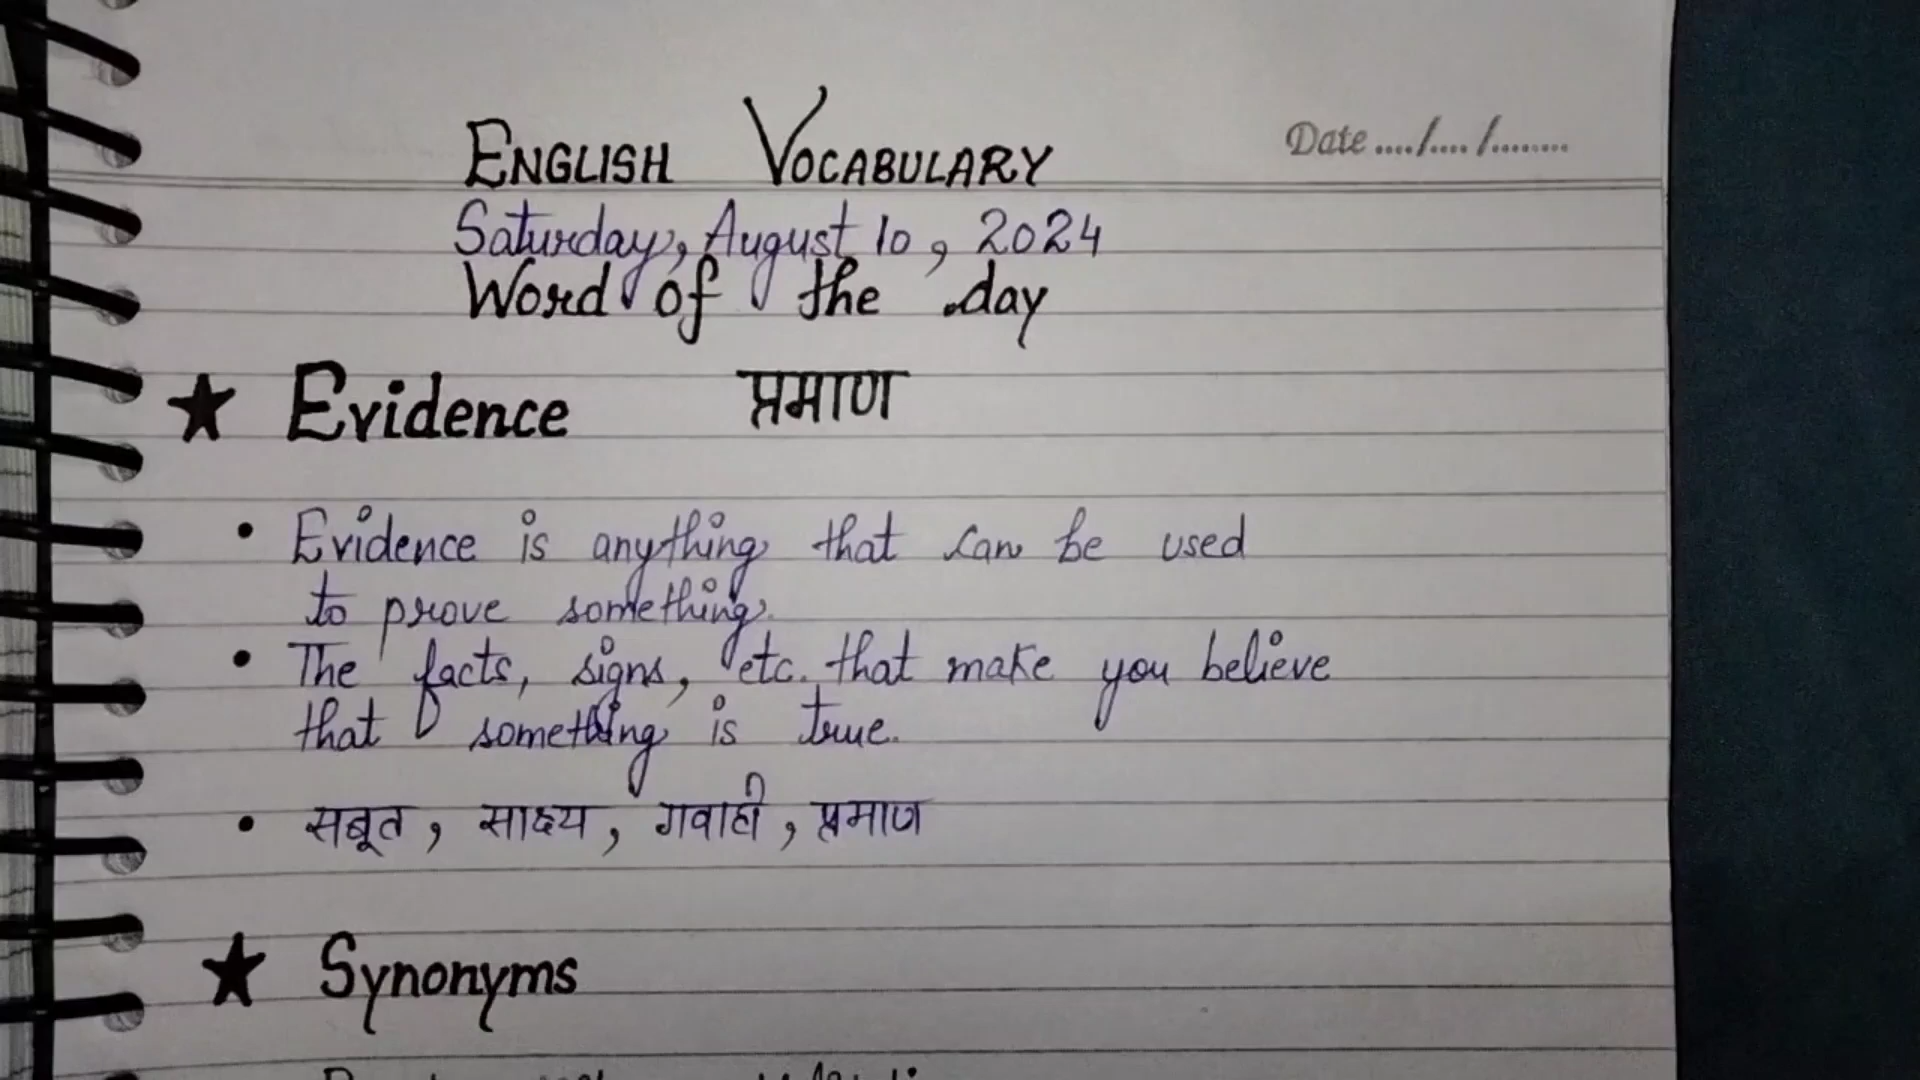 ENGLISH VOCABULARY
Date ..../..../........
Saturday, August 10, 2024
Word of the day
★ Evidence प्रमाण
• Evidence is anything that can be used
to prove something.
• The facts, signs, etc. that make you believe
that something is true.
• सबूत, साक्ष्य, गवाही, प्रमाण
★ Synonyms